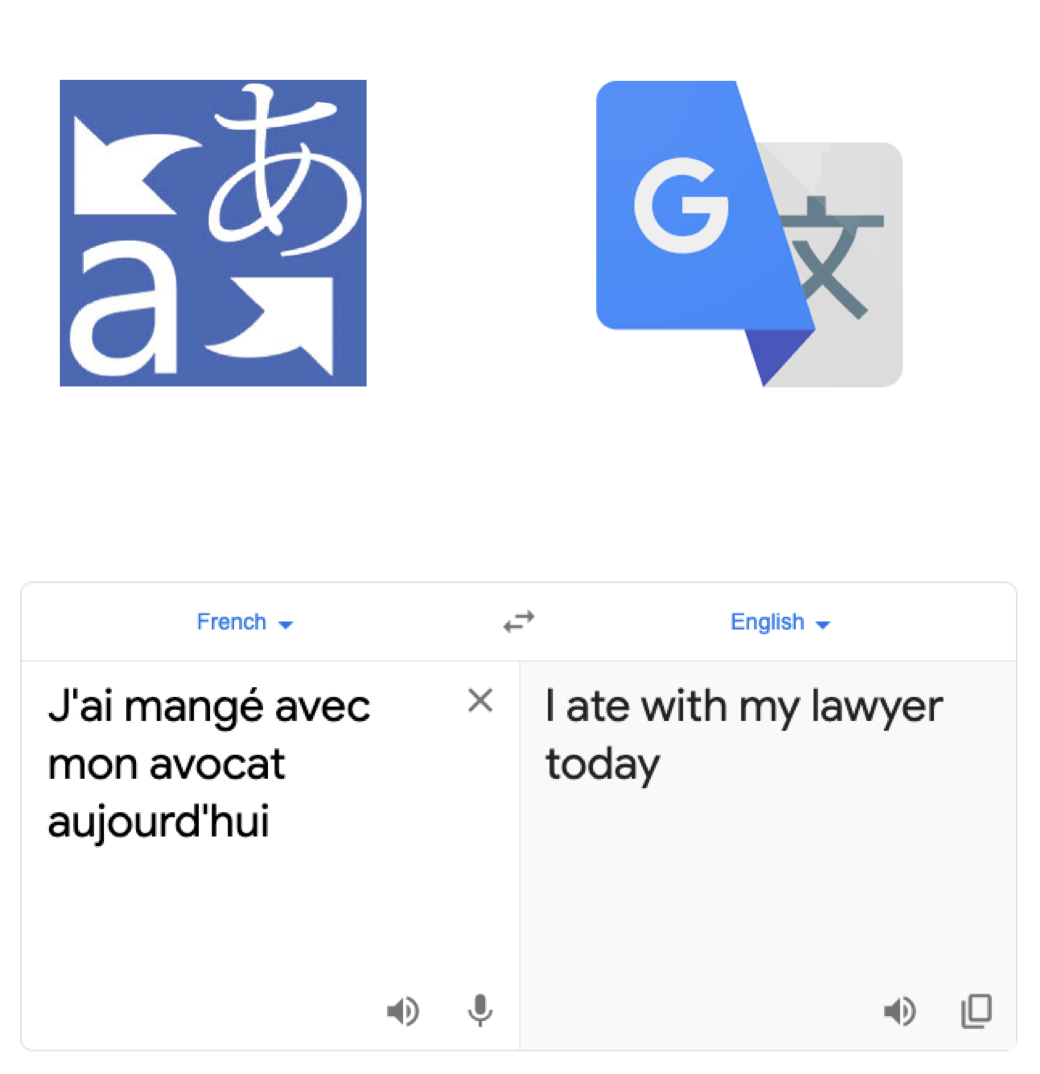 あ
a
G
文
French
English
J'ai mangé avec
mon avocat
aujourd'hui
I ate with my lawyer
today